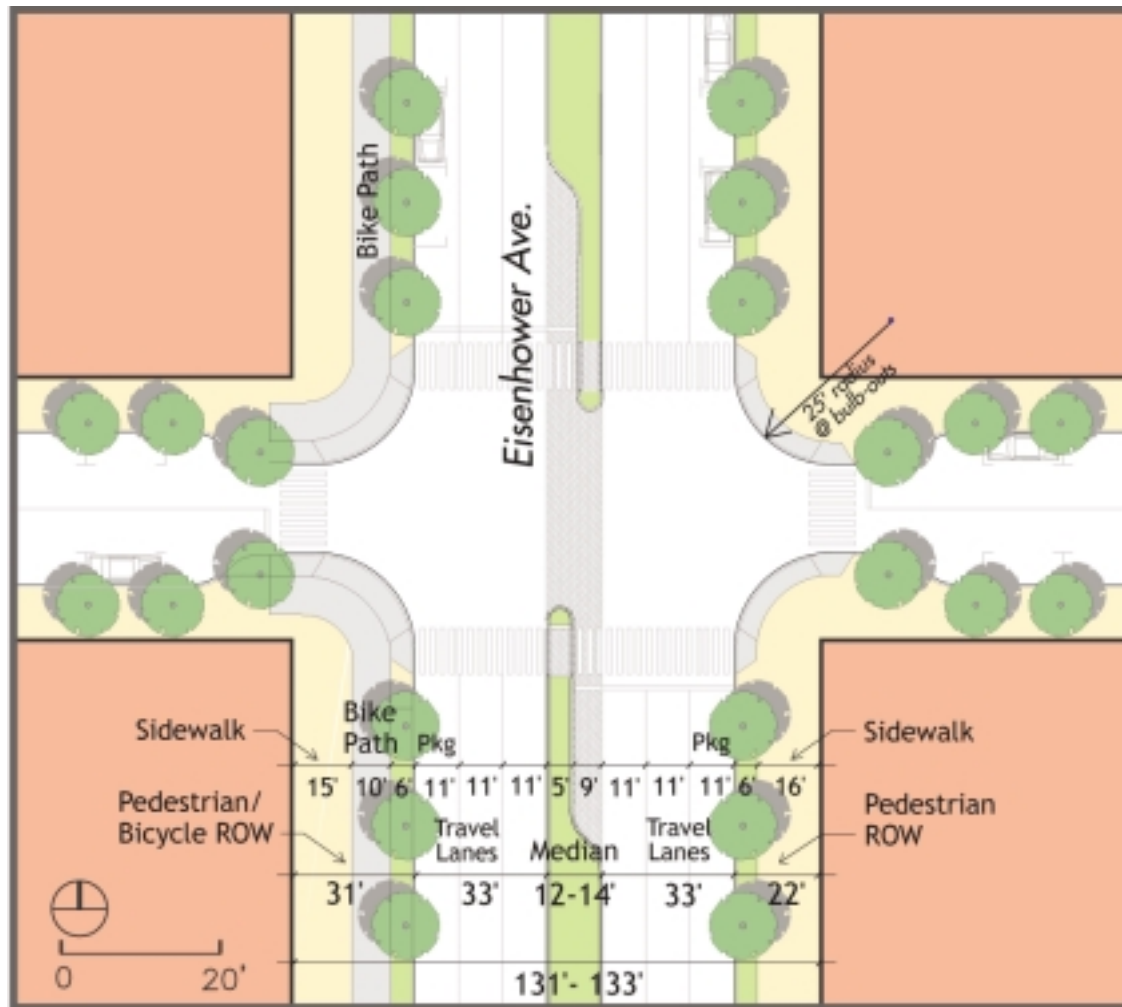 Bike Path
Eisenhower Ave.
25' radius
@ bulb-outs
Sidewalk
Bike
Path
Pkg
Pkg
Sidewalk
15' 10' 6' 11' 11' 11' 5' 9' 11' 11' 11' 6' 16'
Pedestrian/
Bicycle ROW
Travel
Lanes
Median
Travel
Lanes
Pedestrian
ROW
31' 33' 12-14' 33' 22'
0 20'
131'- 133'